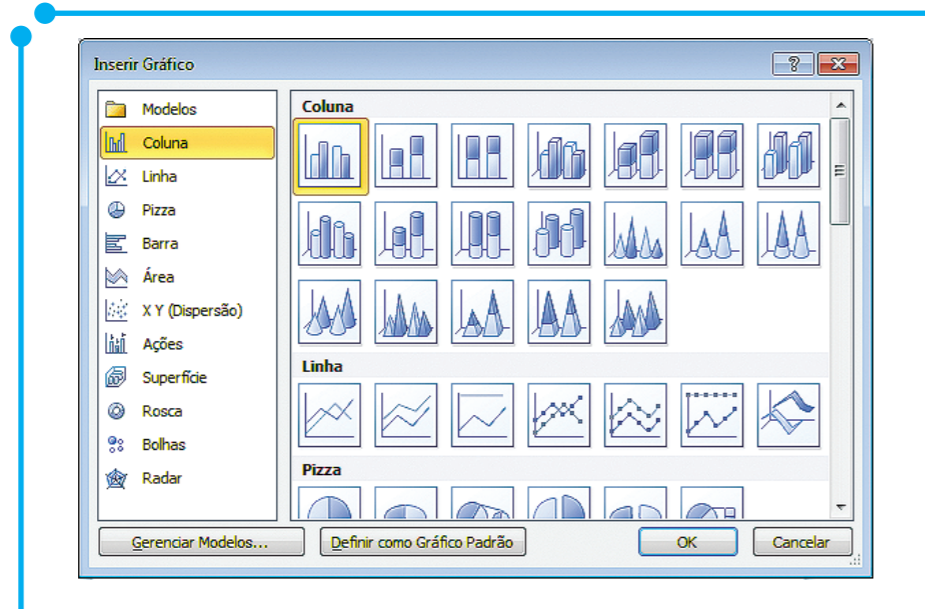 Inserir Gráfico
Modelos
Coluna
Linha
Pizza
Barra
Área
X Y (Dispersão)
Ações
Superfície
Rosca
Bolhas
Radar
Coluna
Linha
Pizza
Gerenciar Modelos...
Definir como Gráfico Padrão
OK
Cancelar